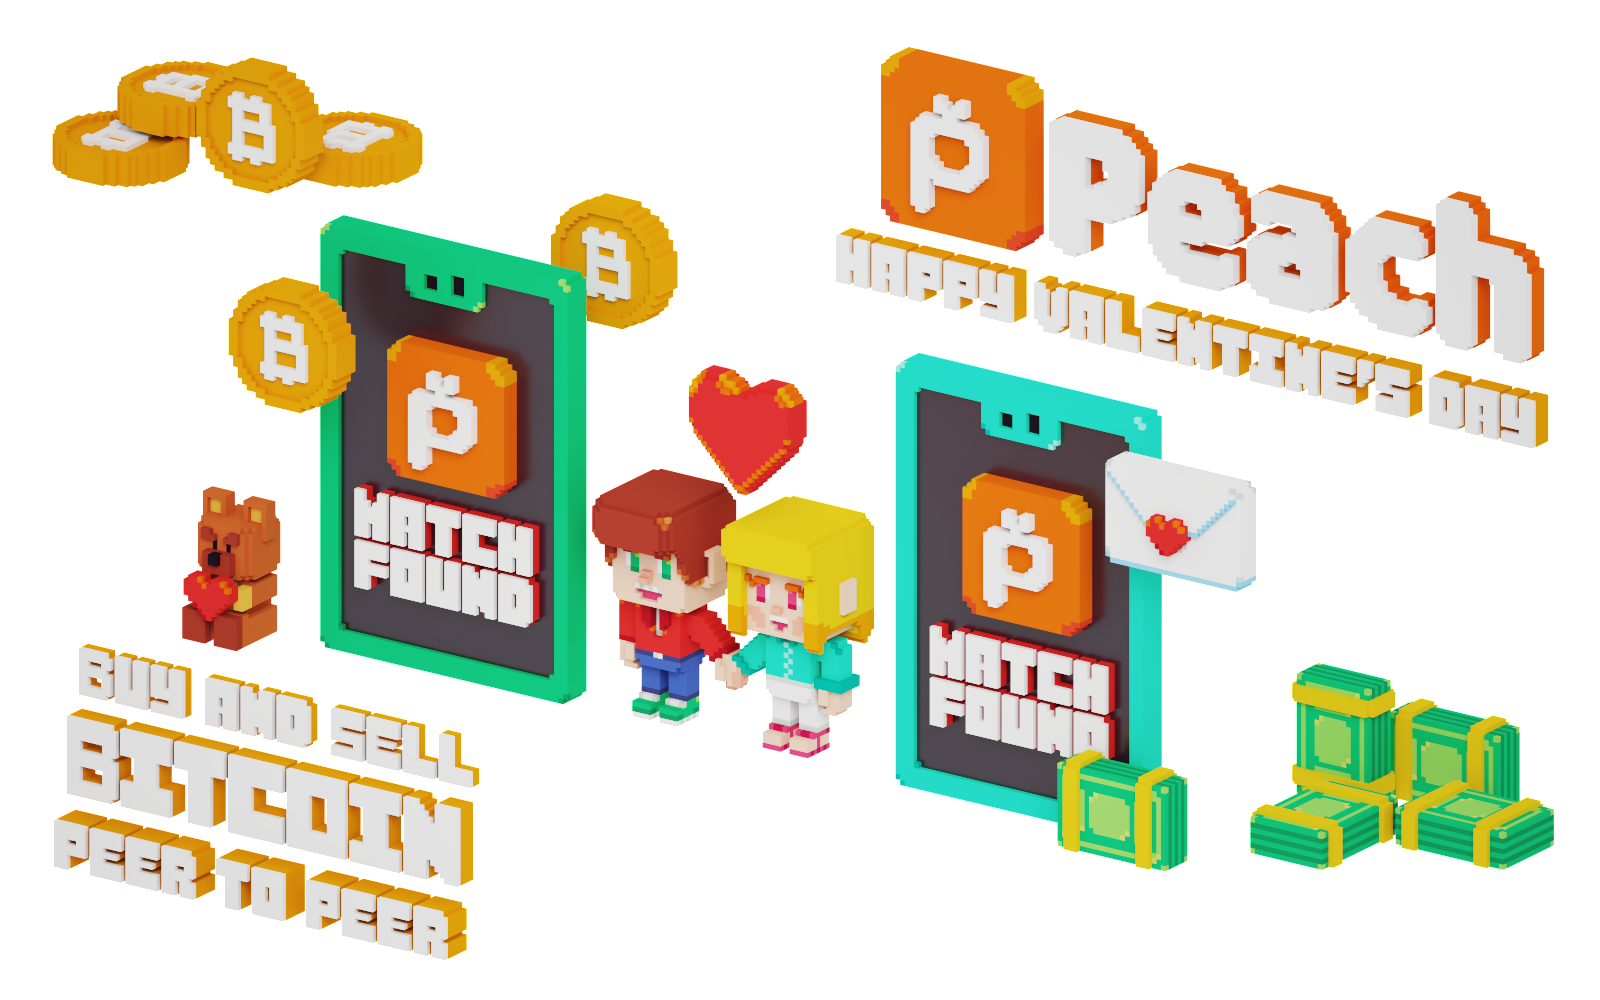 Peach
HAPPY VALENTINE'S DAY
MATCH
FOUND
MATCH
FOUND
BUY AND SELL
BITCOIN
PEER TO PEER